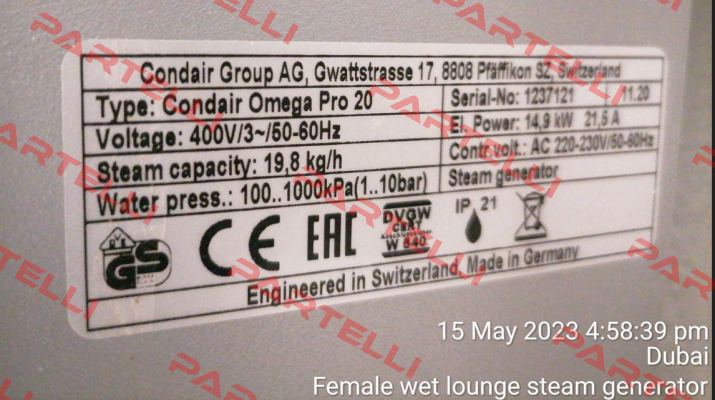 Condair Group AG, Gwattstrasse 17, 8808 Pfäffikon SZ, Switzerland
Type: Condair Omega Pro 20
Serial-No: 1237121 11.20
Voltage: 400V/3~/50-60Hz
El. Power: 14,9 kW 21,6 A
Steam capacity: 19,8 kg/h
Contr.volt.: AC 220-230V/50-60Hz
Water press.: 100..1000kPa(1..10bar)
Steam generator
GS
CE
EAC
DVGW
CERT
W 540
IP 21
Engineered in Switzerland, Made in Germany
15 May 2023 4:58:39 pm
Dubai
Female wet lounge steam generator
PARTELLI